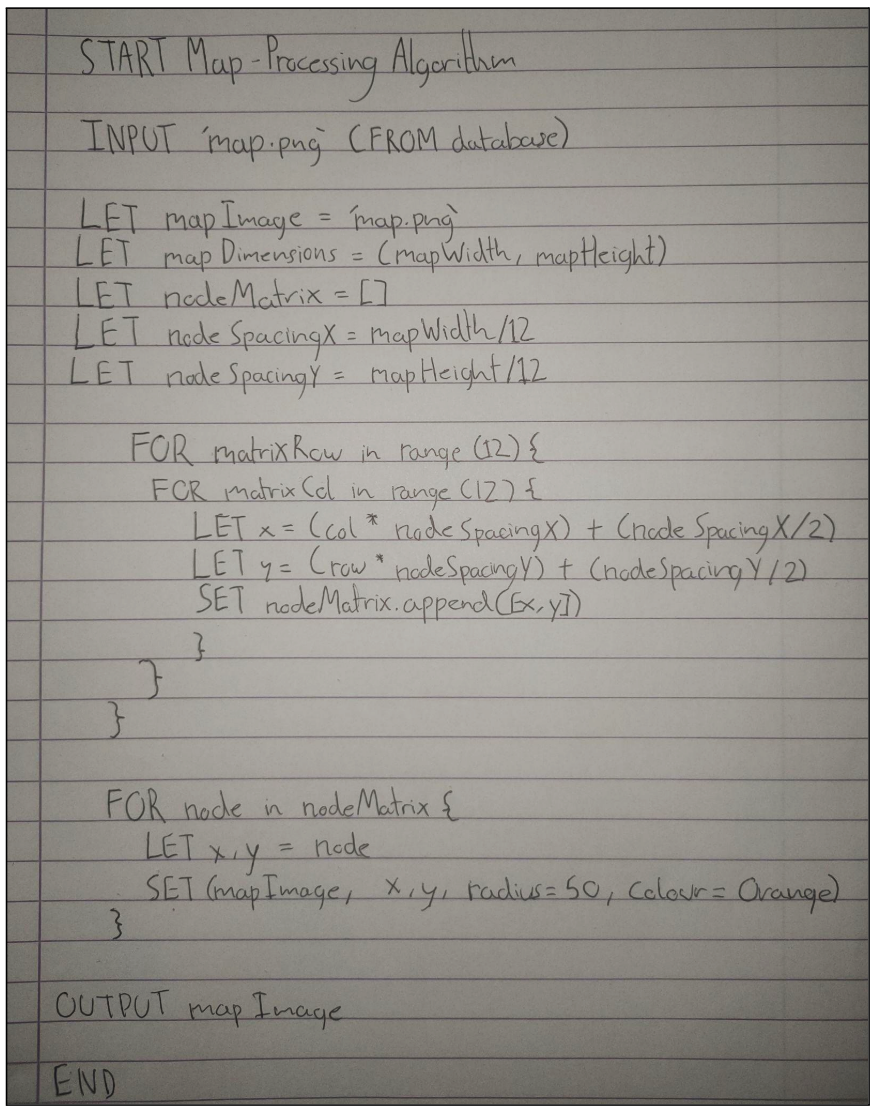 START Map-Processing Algorithm
INPUT 'map.png' (FROM database)
LET mapImage = 'map.png'
LET mapDimensions = (mapWidth, mapHeight)
LET nodeMatrix = []
LET nodeSpacingX = mapWidth/12
LET nodeSpacingY = mapHeight/12
FOR matrixRow in range (12) {
FOR matrixCol in range (12) {
LET x = (col * nodeSpacingX) + (nodeSpacingX/2)
LET y = (row * nodeSpacingY) + (nodeSpacingY/2)
SET nodeMatrix.append([x,y])
}
}
}
FOR node in nodeMatrix {
LET x,y = node
SET (mapImage, x,y, radius=50, Colour = Orange)
}
OUTPUT mapImage
END